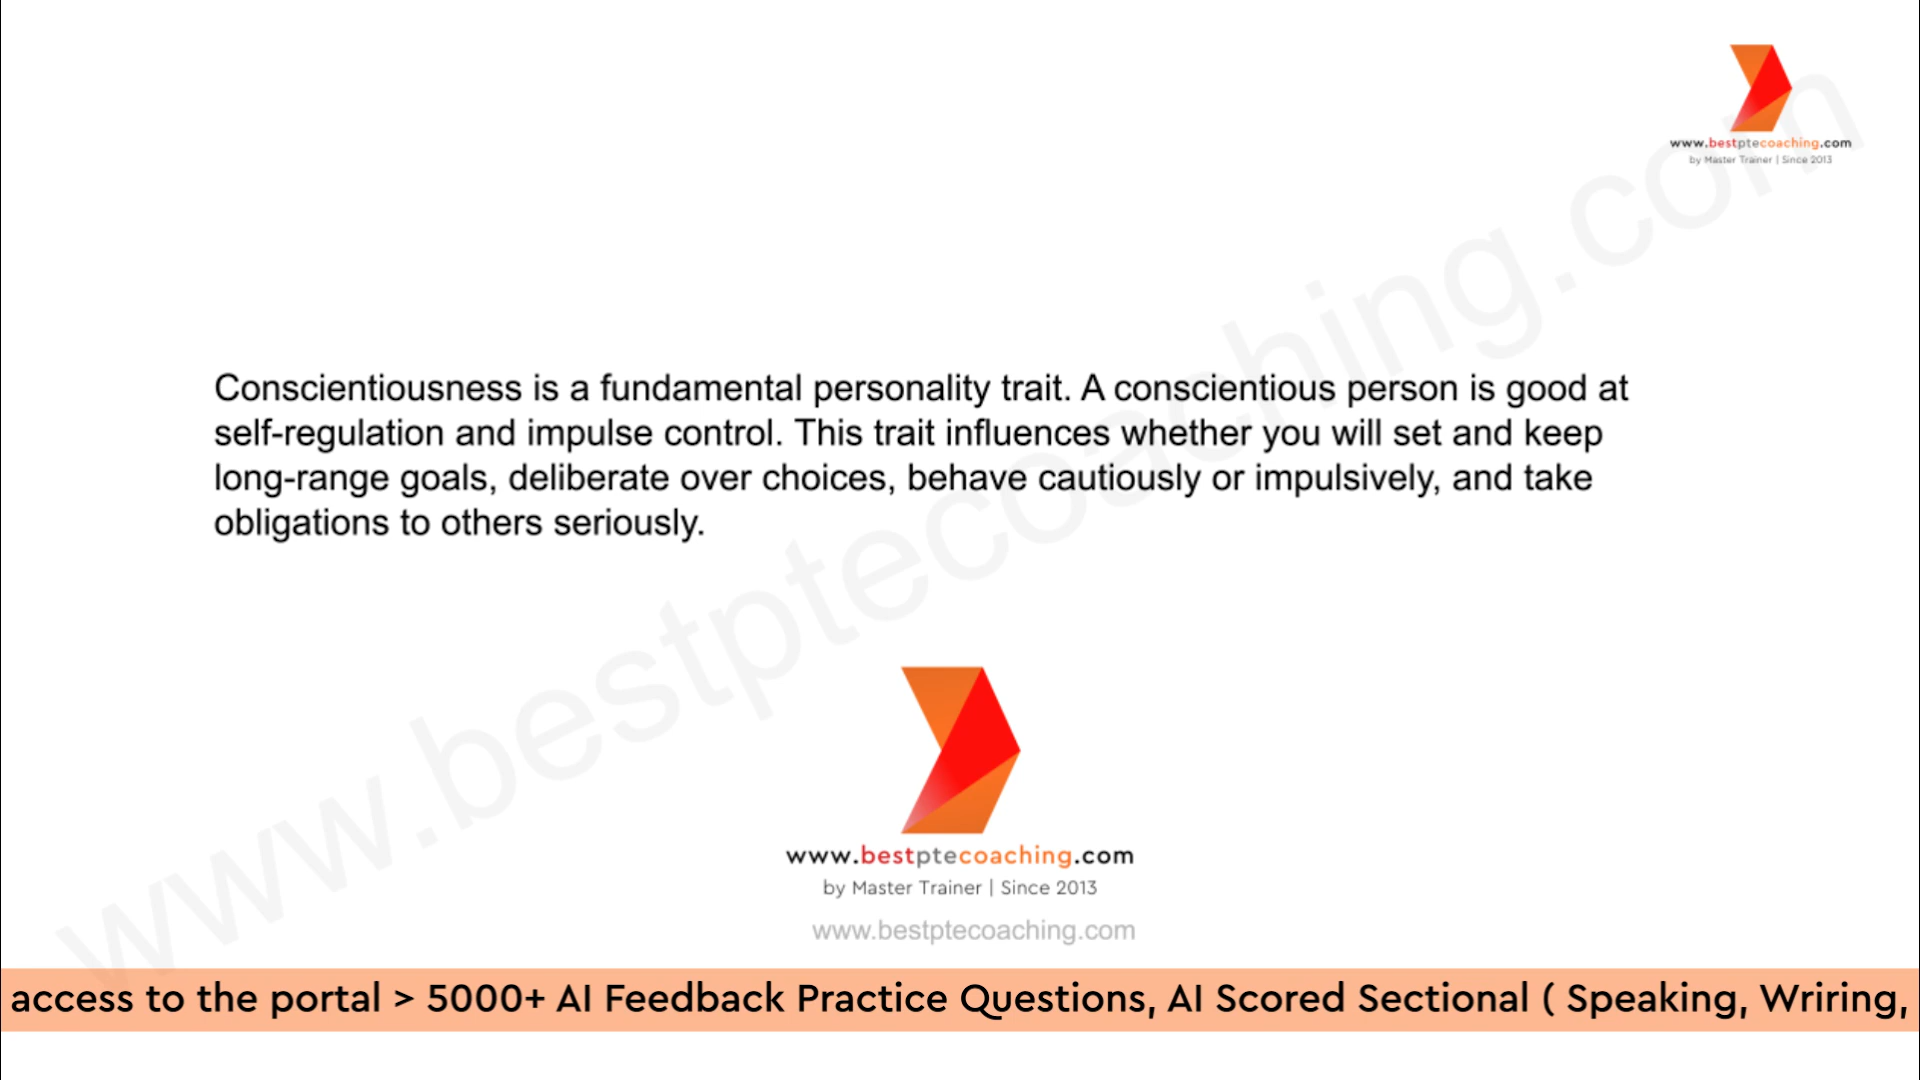 www.bestptecoaching.com
by Master Trainer | Since 2013
Conscientiousness is a fundamental personality trait. A conscientious person is good at
self-regulation and impulse control. This trait influences whether you will set and keep
long-range goals, deliberate over choices, behave cautiously or impulsively, and take
obligations to others seriously.
www.bestptecoaching.com
www.bestptecoaching.com
by Master Trainer | Since 2013
www.bestptecoaching.com
access to the portal > 5000+ AI Feedback Practice Questions, AI Scored Sectional ( Speaking, Wriring,